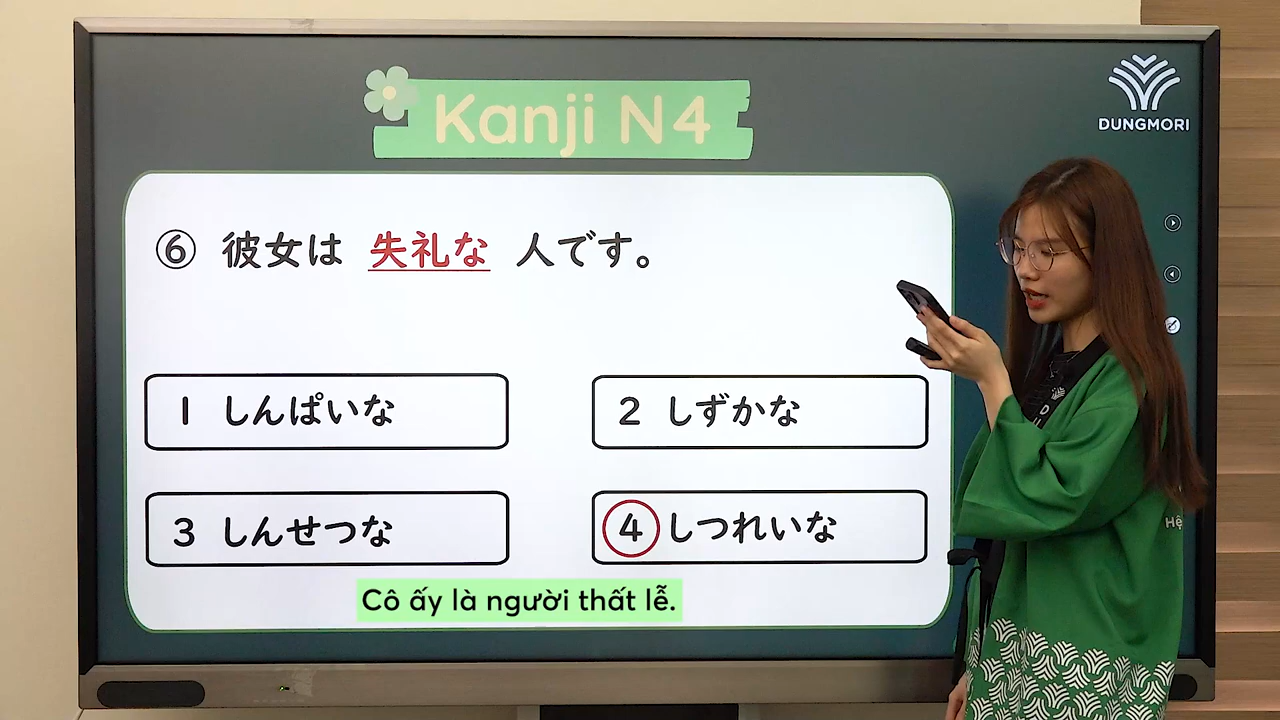 Kanji N4
DUNGMORI
⑥ 彼女は 失礼な 人です。
1 しんぱいな
2 しずかな
3 しんせつな
4 しつれいな
Cô ấy là người thất lễ.
Hệ